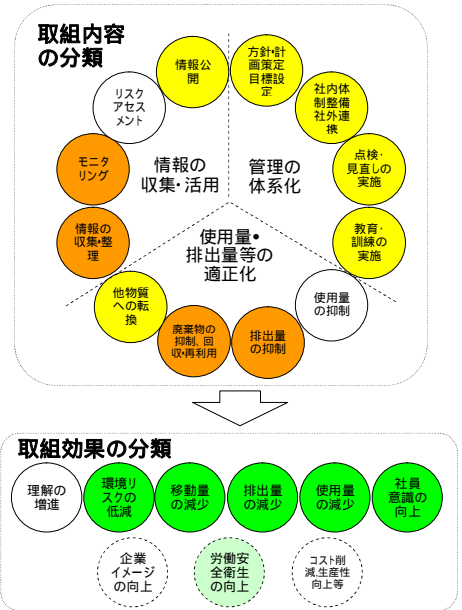 取組内容
の分類
情報公
開
方針・計
画策定
目標設
定
リスク
アセス
メント
社内体
制整備
社外連
携
モニタ
リング
情報の
収集・活用
管理の
体系化
点検・
見直しの
実施
情報の
収集・整
理
使用量・
排出量等の
適正化
教育・
訓練の
実施
他物質
への転
換
使用量
の抑制
廃棄物の
抑制、回
収・再利用
排出量
の抑制
取組効果の分類
理解の
増進
環境リ
スクの
低減
移動量
の減少
排出量
の減少
使用量
の減少
社員
意識の
向上
企業
イメージ
の向上
労働安
全衛生
の向上
コスト削
減、生産性
向上等